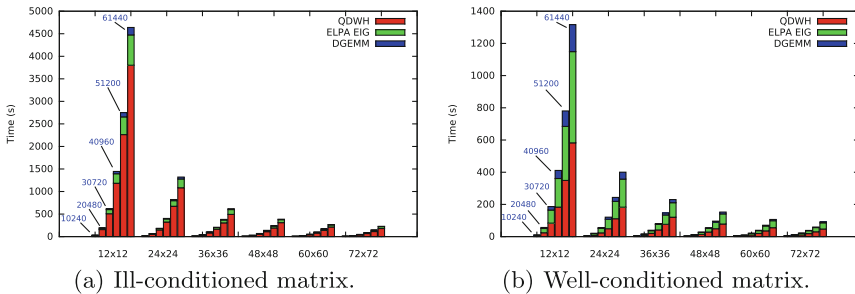 5000
4500
4000
3500
3000
2500
2000
1500
1000
500
0
Time (s)
61440
51200
40960
30720
20480
10240
QDWH
ELPA EIG
DGEMM
12x12 24x24 36x36 48x48 60x60 72x72
(a) Ill-conditioned matrix.
1400
1200
1000
800
600
400
200
0
Time (s)
61440
51200
40960
30720
20480
10240
QDWH
ELPA EIG
DGEMM
12x12 24x24 36x36 48x48 60x60 72x72
(b) Well-conditioned matrix.